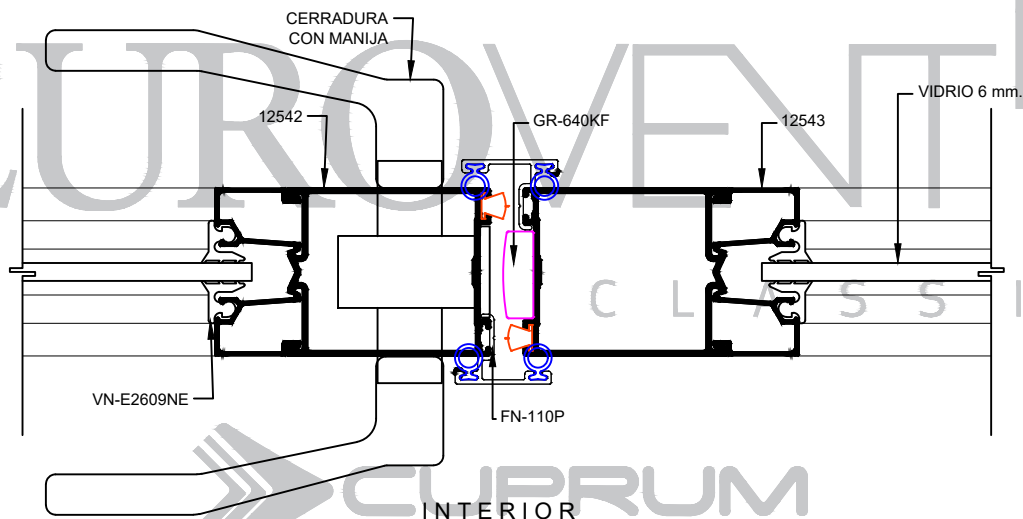 CERRADURA
CON MANIJA
EUROVENT
VIDRIO 6 mm.
12542
GR-640KF
12543
C L A S S I
VN-E2609NE
FN-110P
CUPRUM
INTERIOR